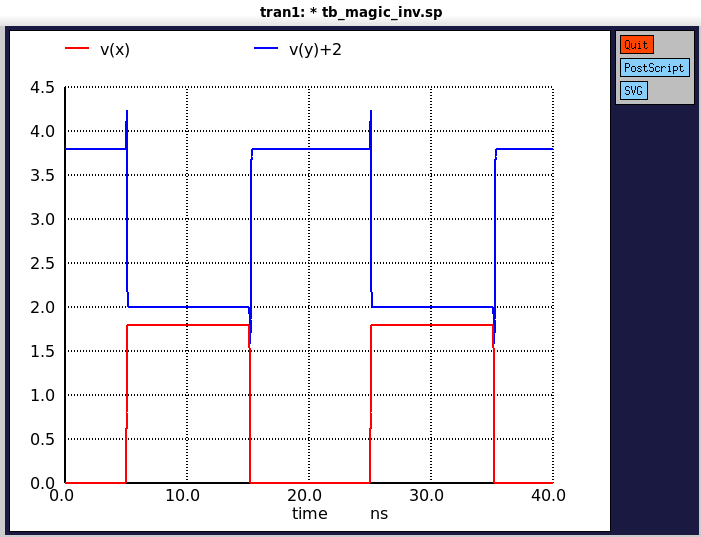 tran1: * tb_magic_inv.sp
v(x) v(y)+2
Quit
PostScript
SVG
4.5
4.0
3.5
3.0
2.5
2.0
1.5
1.0
0.5
0.0
0.0 10.0 20.0 30.0 40.0
time ns